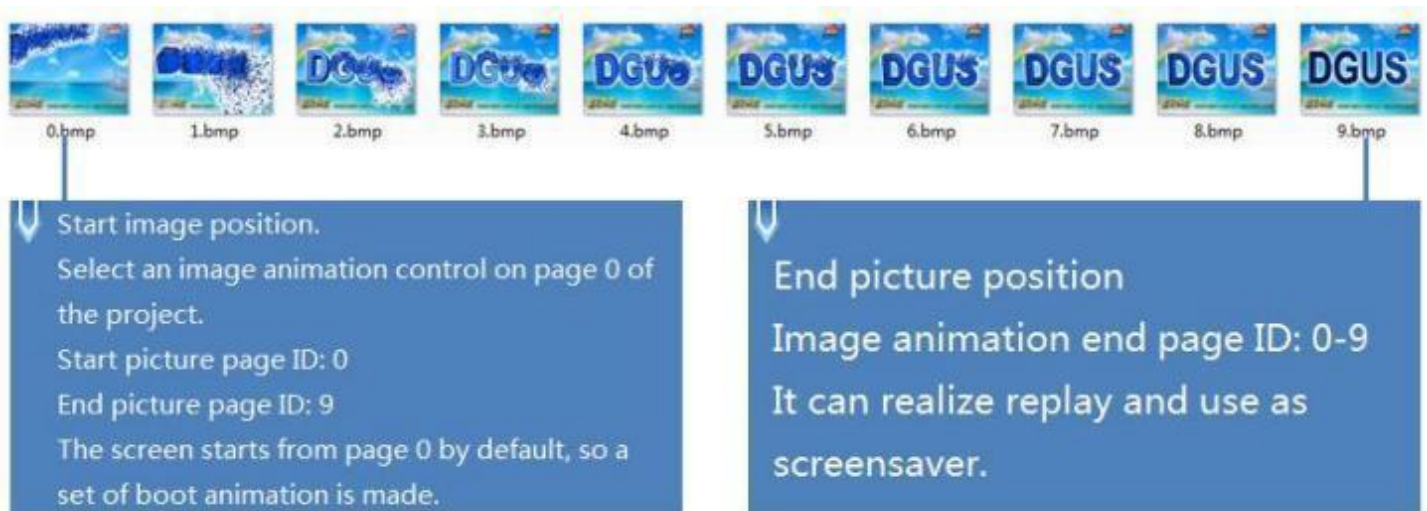 DGUS DGUS DGUS DGUS DGUS DGUS DGUS DGUS
0.bmp 1.bmp 2.bmp 3.bmp 4.bmp 5.bmp 6.bmp 7.bmp 8.bmp 9.bmp
Start image position.
Select an image animation control on page 0 of
the project.
Start picture page ID: 0
End picture page ID: 9
The screen starts from page 0 by default, so a
set of boot animation is made.
End picture position
Image animation end page ID: 0-9
It can realize replay and use as
screensaver.